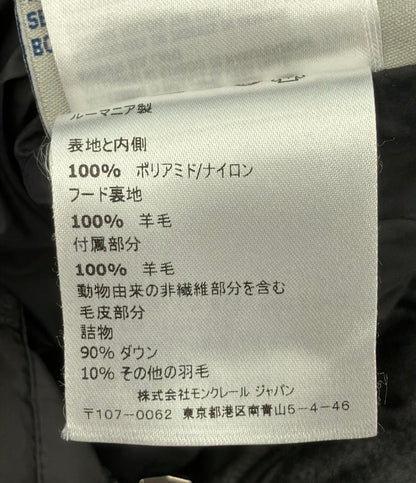 SE
BO
ルーマニア製
表地と内側
100% ポリアミド/ナイロン
フード裏地
100% 羊毛
付属部分
100% 羊毛
動物由来の非繊維部分を含む
毛皮部分
詰物
90% ダウン
10% その他の羽毛
株式会社モンクレール ジャパン
〒107-0062 東京都港区南青山5-4-46